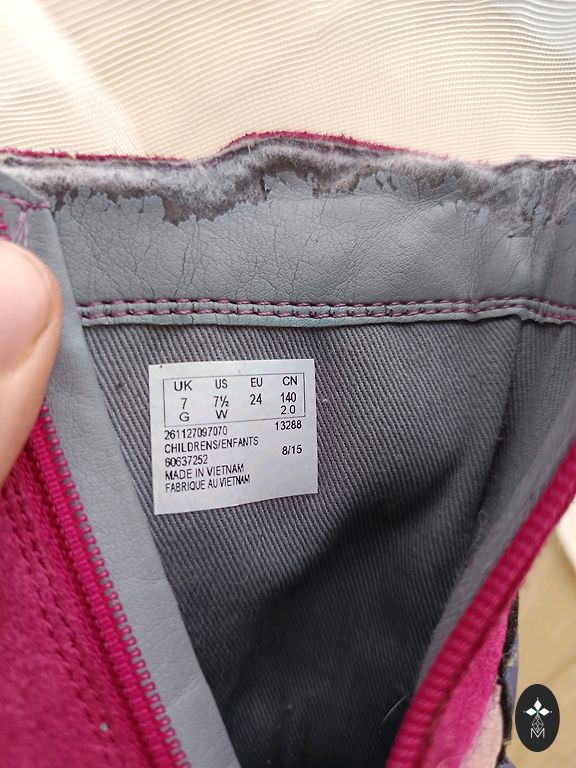 UK US EU CN
7 7½ 24 140
G W 2.0
261127097070 13288
CHILDRENS/ENFANTS
60637252 8/15
MADE IN VIETNAM
FABRIQUE AU VIETNAM
M